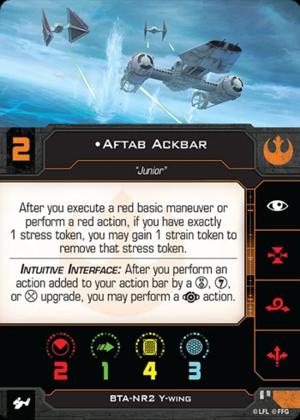 2
•Aftab Ackbar
"Junior"
After you execute a red basic maneuver or
perform a red action, if you have exactly
1 stress token, you may gain 1 strain token to
remove that stress token.
Intuitive Interface: After you perform an
action added to your action bar by a , ,
or upgrade, you may perform a action.
2 1 4 3
BTA-NR2 Y-wing
©LFL ©FFG